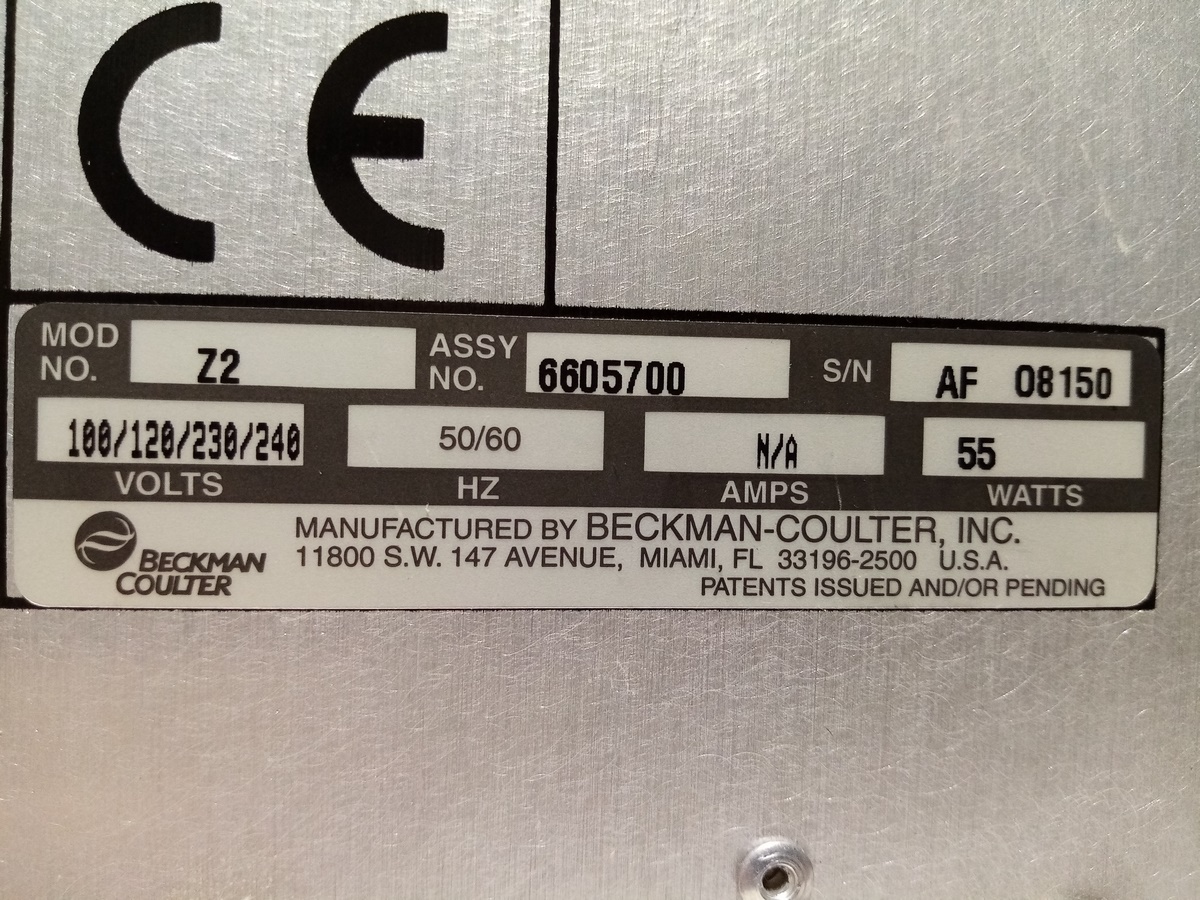 CE
MOD NO. Z2 ASSY NO. 6605700 S/N AF 08150
100/120/230/240 50/60 N/A 55
VOLTS HZ AMPS WATTS
BECKMAN COULTER
MANUFACTURED BY BECKMAN-COULTER, INC.
11800 S.W. 147 AVENUE, MIAMI, FL 33196-2500 U.S.A.
PATENTS ISSUED AND/OR PENDING